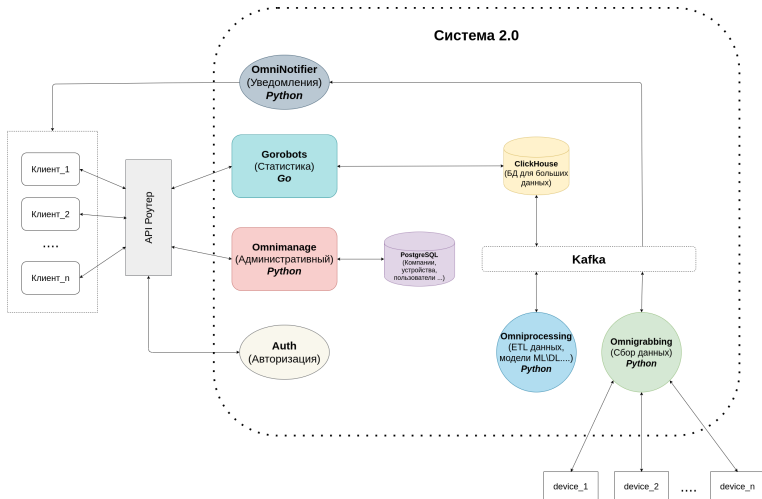 Система 2.0
OmniNotifier
(Уведомления)
Python
Клиент_1
Клиент_2
....
Клиент_n
API Роутер
Gorobots
(Статистика)
Go
ClickHouse
(БД для больших
данных)
Omnimanage
(Административный)
Python
PostgreSQL
(Компании,
устройства,
пользователи ...)
Kafka
Auth
(Авторизация)
Omniprocessing
(ETL данных,
модели ML\DL....)
Python
Omnigrabbing
(Сбор данных)
Python
device_1
device_2
....
device_n